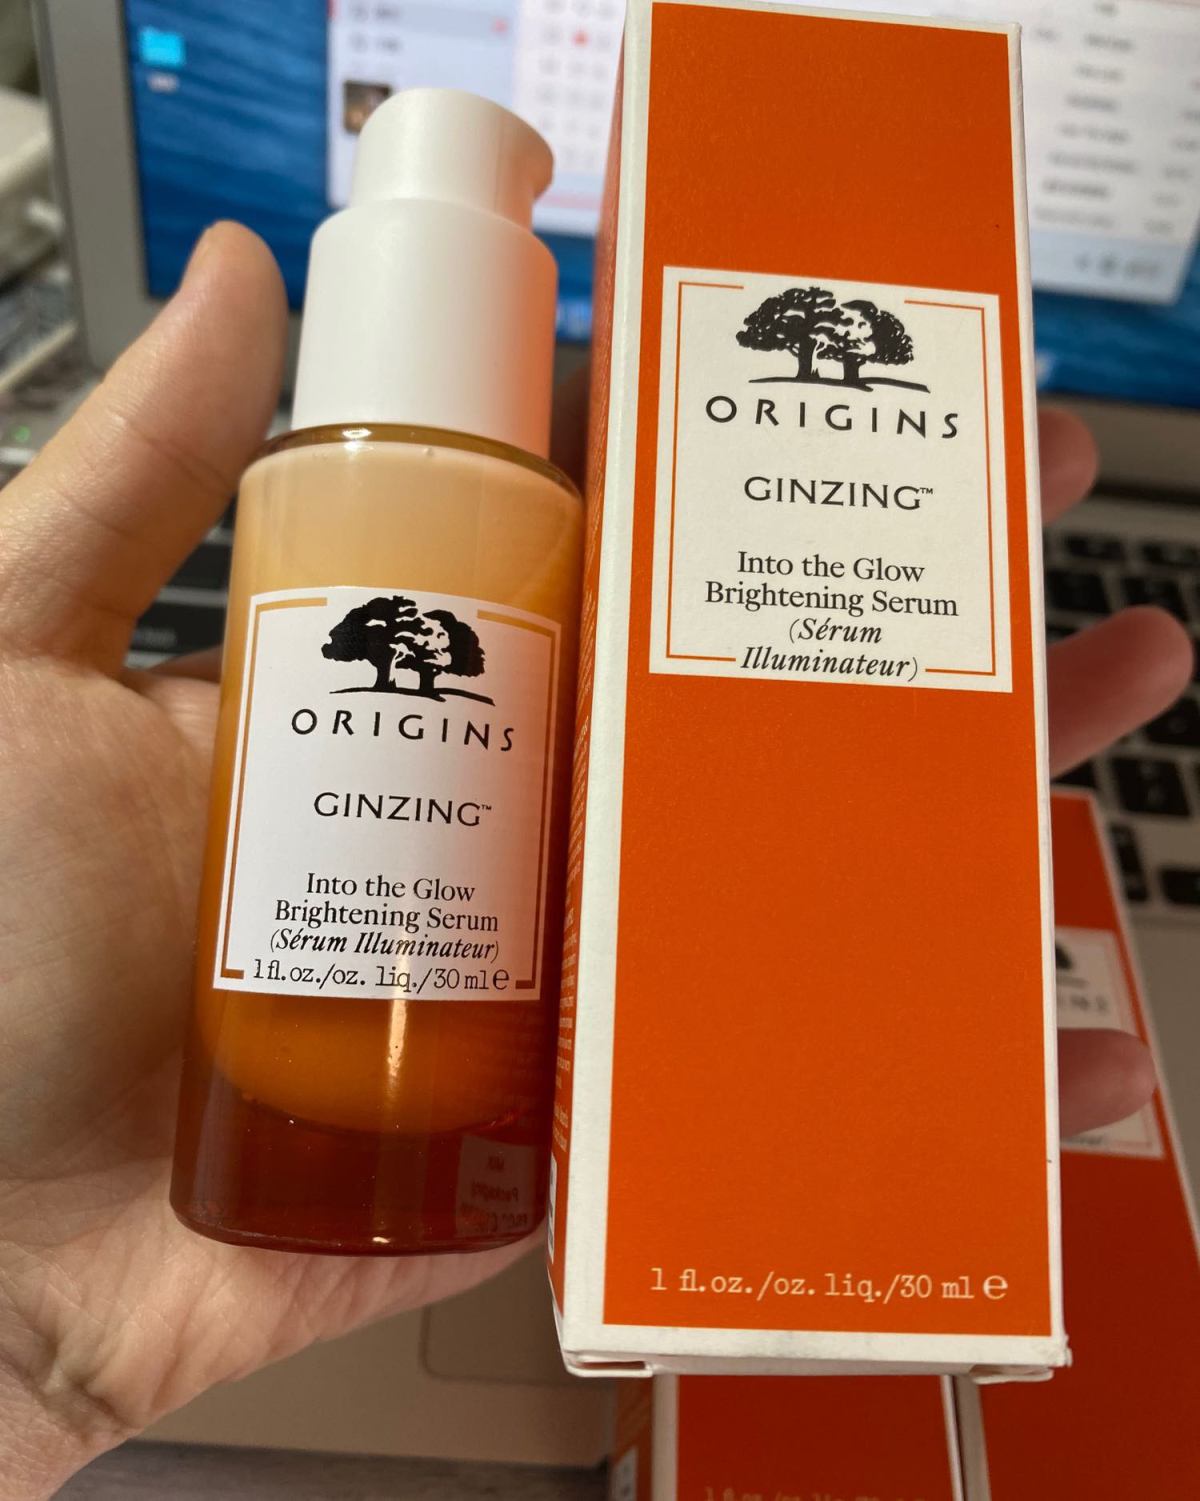 ORIGINS
GINZING™
Into the Glow
Brightening Serum
(Sérum Illuminateur)
1 fl.oz./oz. liq./30 ml e
ORIGINS
GINZING™
Into the Glow
Brightening Serum
(Sérum
Illuminateur)
1 fl.oz./oz. liq./30 ml e